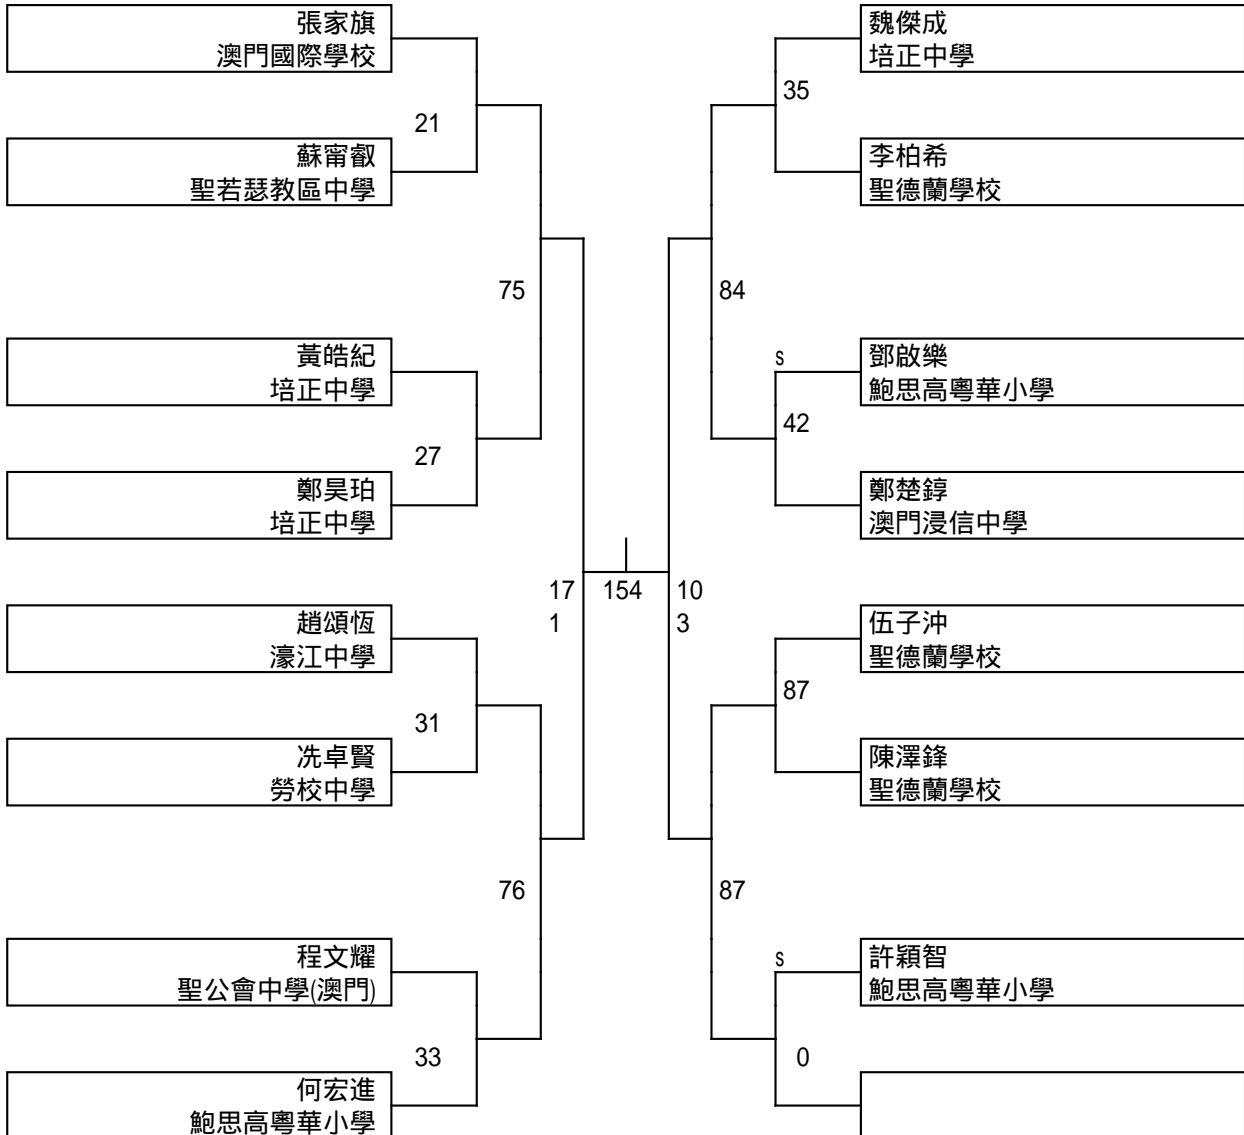 張家旗
澳門國際學校
21
蘇甯叡
聖若瑟教區中學
75
黃皓紀
培正中學
27
鄭昊珀
培正中學
17
1
趙頌恆
濠江中學
31
冼卓賢
勞校中學
76
程文耀
聖公會中學(澳門)
33
何宏進
鮑思高粵華小學
154
魏傑成
培正中學
35
李柏希
聖德蘭學校
84
s
鄧啟樂
鮑思高粵華小學
42
鄭楚錞
澳門浸信中學
10
3
伍子沖
聖德蘭學校
87
陳澤鋒
聖德蘭學校
87
s
許穎智
鮑思高粵華小學
0